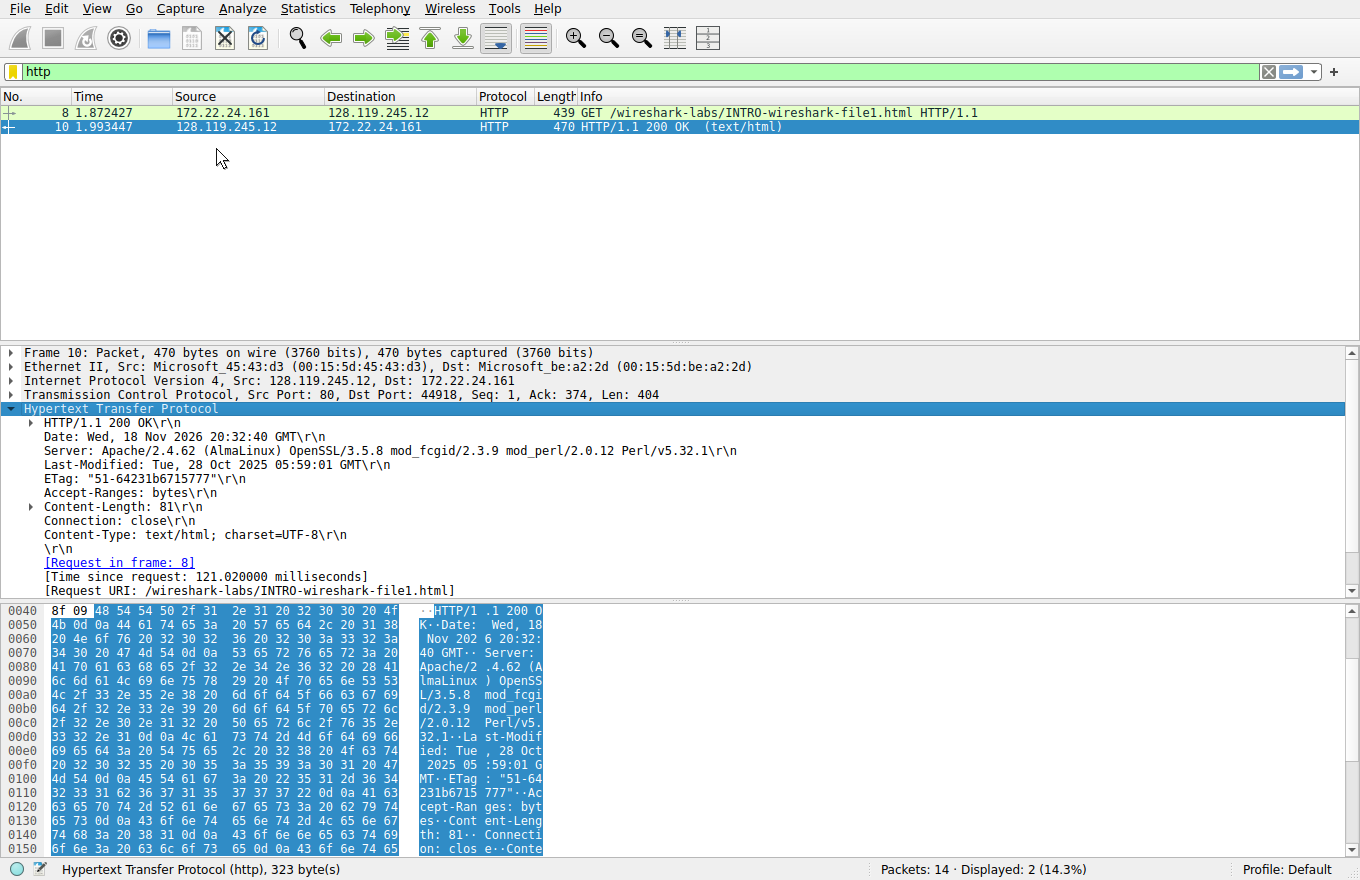 File Edit View Go Capture Analyze Statistics Telephony Wireless Tools Help
http
No. Time Source Destination Protocol Length Info
8 1.872427 172.22.24.161 128.119.245.12 HTTP 439 GET /wireshark-labs/INTRO-wireshark-file1.html HTTP/1.1
10 1.993447 128.119.245.12 172.22.24.161 HTTP 470 HTTP/1.1 200 OK (text/html)
Frame 10: Packet, 470 bytes on wire (3760 bits), 470 bytes captured (3760 bits)
Ethernet II, Src: Microsoft_45:43:d3 (00:15:5d:45:43:d3), Dst: Microsoft_be:a2:2d (00:15:5d:be:a2:2d)
Internet Protocol Version 4, Src: 128.119.245.12, Dst: 172.22.24.161
Transmission Control Protocol, Src Port: 80, Dst Port: 44918, Seq: 1, Ack: 374, Len: 404
Hypertext Transfer Protocol
HTTP/1.1 200 OK\r\n
Date: Wed, 18 Nov 2026 20:32:40 GMT\r\n
Server: Apache/2.4.62 (AlmaLinux) OpenSSL/3.5.8 mod_fcgid/2.3.9 mod_perl/2.0.12 Perl/v5.32.1\r\n
Last-Modified: Tue, 28 Oct 2025 05:59:01 GMT\r\n
ETag: "51-64231b6715777"\r\n
Accept-Ranges: bytes\r\n
Content-Length: 81\r\n
Connection: close\r\n
Content-Type: text/html; charset=UTF-8\r\n
\r\n
[Request in frame: 8]
[Time since request: 121.020000 milliseconds]
[Request URI: /wireshark-labs/INTRO-wireshark-file1.html]
0040 8f 09 48 54 54 50 2f 31 2e 31 20 32 30 30 20 4f ··HTTP/1 .1 200 O
0050 4b 0d 0a 44 61 74 65 3a 20 57 65 64 2c 20 31 38 K··Date: Wed, 18
0060 20 4e 6f 76 20 32 30 32 36 20 32 30 3a 33 32 3a Nov 202 6 20:32:
0070 34 30 20 47 4d 54 0d 0a 53 65 72 76 65 72 3a 20 40 GMT·· Server:
0080 41 70 61 63 68 65 2f 32 2e 34 2e 36 32 20 28 41 Apache/2 .4.62 (A
0090 6c 6d 61 4c 69 6e 75 78 29 20 4f 70 65 6e 53 53 lmaLinux ) OpenSS
00a0 4c 2f 33 2e 35 2e 38 20 6d 6f 64 5f 66 63 67 69 L/3.5.8 mod_fcgi
00b0 64 2f 32 2e 33 2e 39 20 6d 6f 64 5f 70 65 72 6c d/2.3.9 mod_perl
00c0 2f 32 2e 30 2e 31 32 20 50 65 72 6c 2f 76 35 2e /2.0.12 Perl/v5.
00d0 33 32 2e 31 0d 0a 4c 61 73 74 2d 4d 6f 64 69 66 32.1··La st-Modif
00e0 69 65 64 3a 20 54 75 65 2c 20 32 38 20 4f 63 74 ied: Tue , 28 Oct
00f0 20 32 30 32 35 20 30 35 3a 35 39 3a 30 31 20 47 2025 05 :59:01 G
0100 4d 54 0d 0a 45 54 61 67 3a 20 22 35 31 2d 36 34 MT··ETag : "51-64
0110 32 33 31 62 36 37 31 35 37 37 37 22 0d 0a 41 63 231b6715 777"··Ac
0120 63 65 70 74 2d 52 61 6e 67 65 73 3a 20 62 79 74 cept-Ran ges: byt
0130 65 73 0d 0a 43 6f 6e 74 65 6e 74 2d 4c 65 6e 67 es··Cont ent-Leng
0140 74 68 3a 20 38 31 0d 0a 43 6f 6e 6e 65 63 74 69 th: 81·· Connecti
0150 6f 6e 3a 20 63 6c 6f 73 65 0d 0a 43 6f 6e 74 65 on: clos e··Conte
Hypertext Transfer Protocol (http), 323 byte(s) Packets: 14 · Displayed: 2 (14.3%) Profile: Default